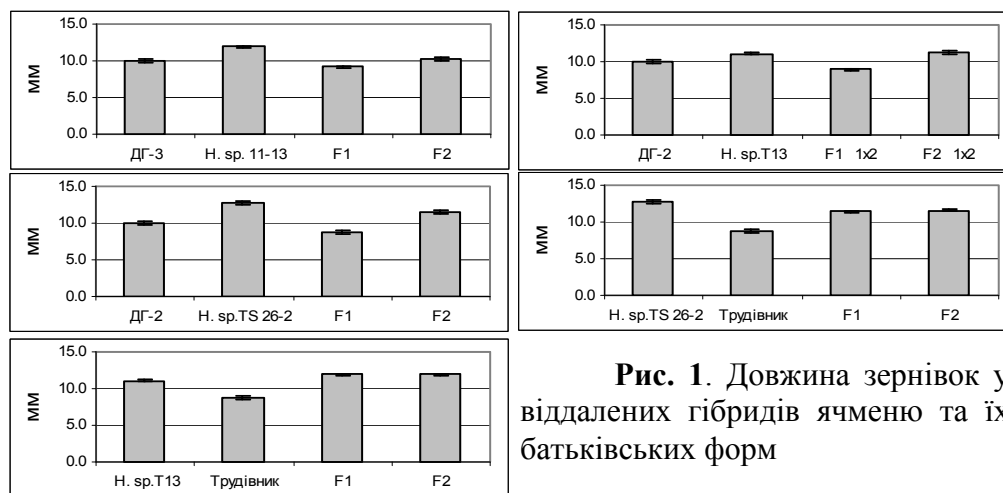 15.0
10.0
5.0
0.0
мм
ДГ-3 H. sp. 11-13 F1 F2
15.0
10.0
5.0
0.0
мм
ДГ-2 H. sp.T13 F1 1x2 F2 1x2
15.0
10.0
5.0
0.0
мм
ДГ-2 H. sp.TS 26-2 F1 F2
15.0
10.0
5.0
0.0
мм
H. sp.TS 26-2 Трудівник F1 F2
15.0
10.0
5.0
0.0
мм
H. sp.T13 Трудівник F1 F2
Рис. 1. Довжина зернівок у
віддалених гібридів ячменю та їх
батьківських форм